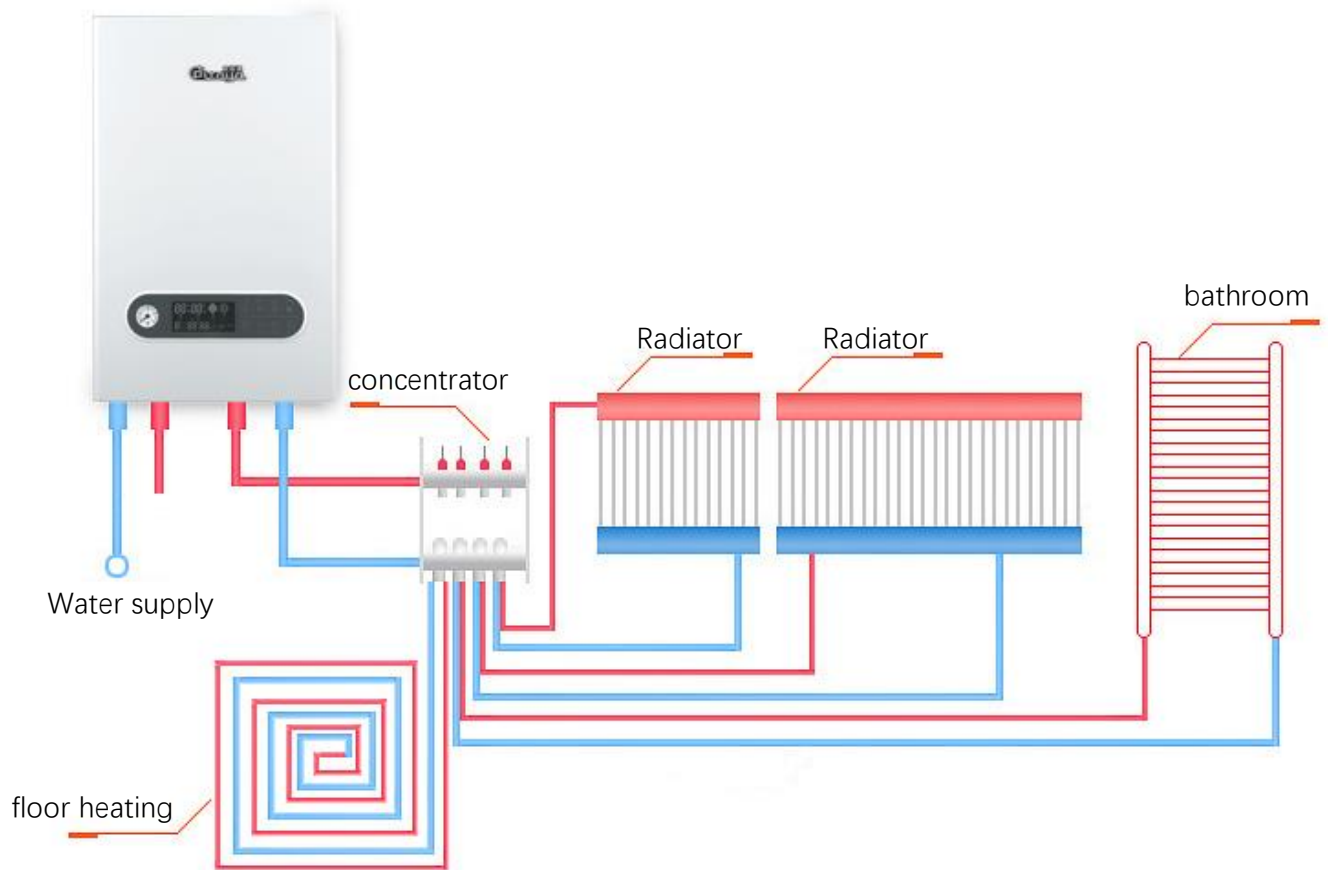 bathroom
Radiator
Radiator
concentrator
Water supply
floor heating